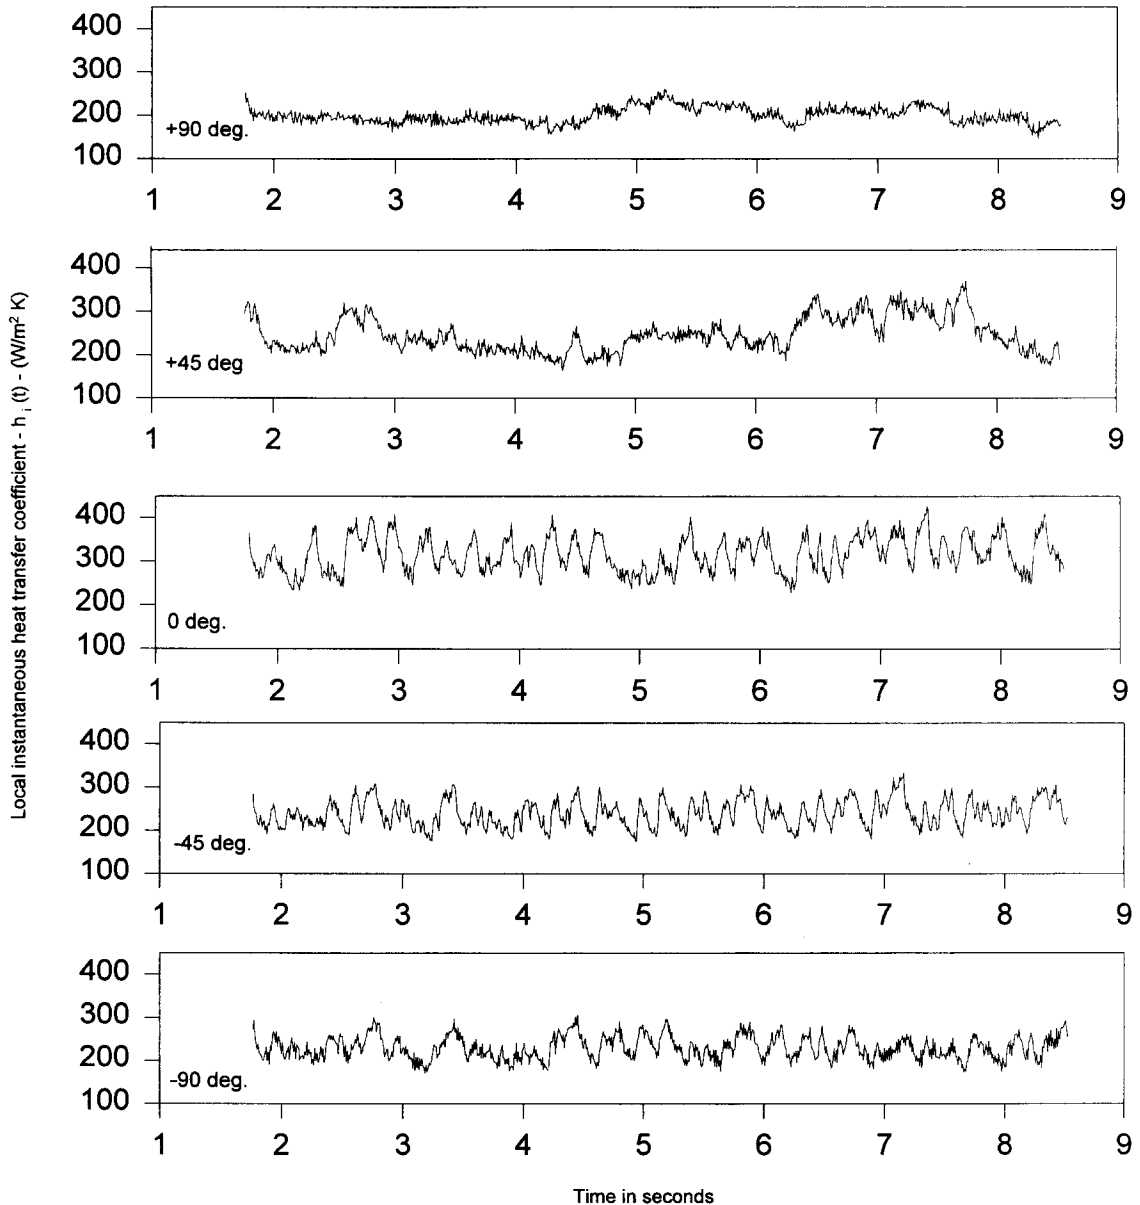 400
300
200
100
+90 deg.
1 2 3 4 5 6 7 8 9
400
300
200
100
+45 deg
1 2 3 4 5 6 7 8 9
Local instantaneous heat transfer coefficient - h i (t) - (W/m² K)
400
300
200
100
0 deg.
1 2 3 4 5 6 7 8 9
400
300
200
100
-45 deg.
1 2 3 4 5 6 7 8 9
400
300
200
100
-90 deg.
1 2 3 4 5 6 7 8 9
Time in seconds